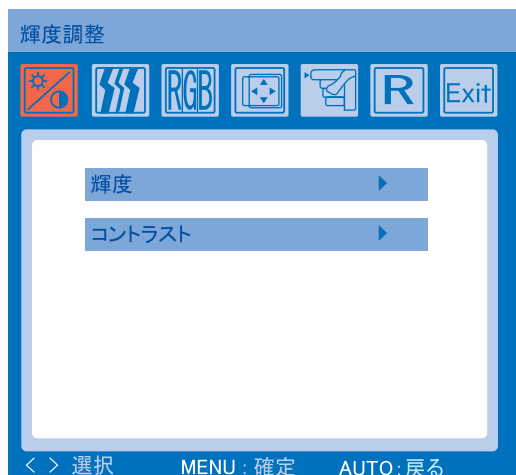 輝度調整
RGB R Exit
輝度
コントラスト
< > 選択 MENU : 確定 AUTO : 戻る